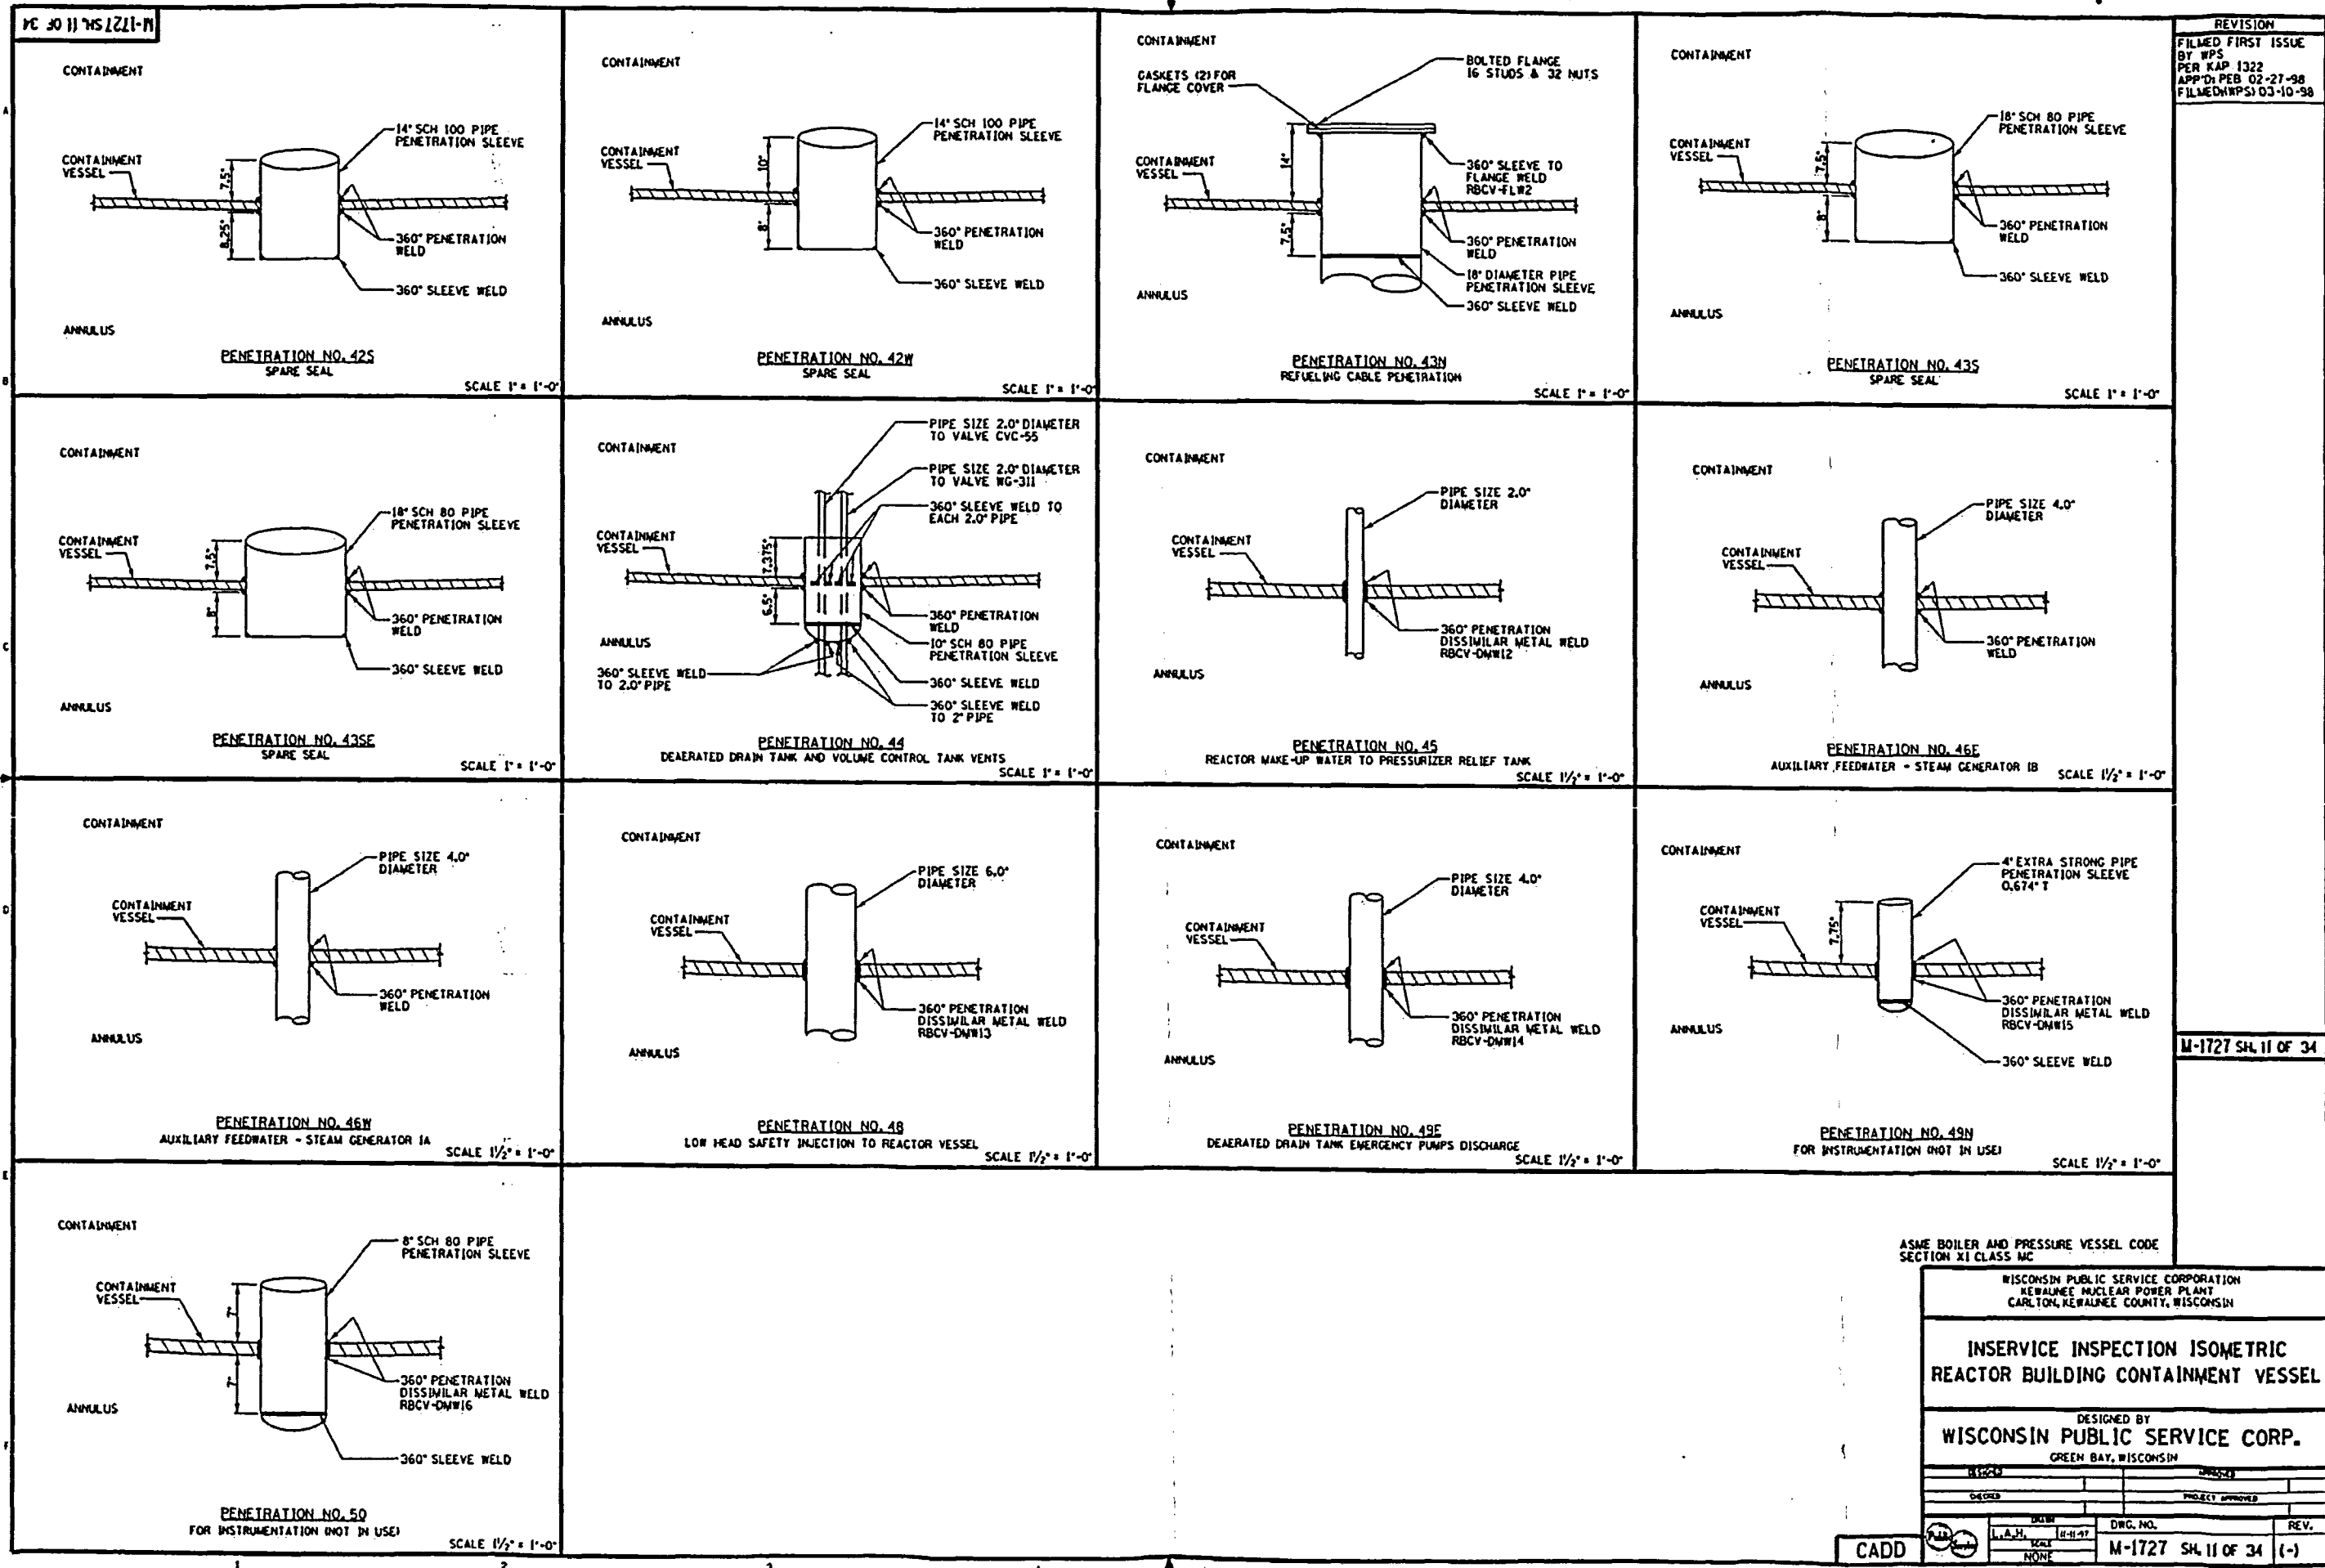 M-1727 SH. 11 OF 34
REVISION
FILMED FIRST ISSUE
BY WPS
PER KAP 1322
APP'D: PEB 02-27-98
FILMED(WPS) 03-10-98
CONTAINMENT
14" SCH 100 PIPE
PENETRATION SLEEVE
CONTAINMENT
VESSEL
7.5"
8.25"
360° PENETRATION
WELD
360° SLEEVE WELD
ANNULUS
PENETRATION NO. 42S
SPARE SEAL
SCALE 1" = 1'-0"
CONTAINMENT
14" SCH 100 PIPE
PENETRATION SLEEVE
CONTAINMENT
VESSEL
10"
8"
360° PENETRATION
WELD
360° SLEEVE WELD
ANNULUS
PENETRATION NO. 42W
SPARE SEAL
SCALE 1" = 1'-0"
CONTAINMENT
GASKETS (2) FOR
FLANGE COVER
BOLTED FLANGE
16 STUDS & 32 NUTS
CONTAINMENT
VESSEL
14"
7.5"
360° SLEEVE TO
FLANGE WELD
RBCV-FLW2
360° PENETRATION
WELD
18" DIAMETER PIPE
PENETRATION SLEEVE
360° SLEEVE WELD
ANNULUS
PENETRATION NO. 43N
REFUELING CABLE PENETRATION
SCALE 1" = 1'-0"
CONTAINMENT
18" SCH 80 PIPE
PENETRATION SLEEVE
CONTAINMENT
VESSEL
7.5"
8"
360° PENETRATION
WELD
360° SLEEVE WELD
ANNULUS
PENETRATION NO. 43S
SPARE SEAL
SCALE 1" = 1'-0"
CONTAINMENT
18" SCH 80 PIPE
PENETRATION SLEEVE
CONTAINMENT
VESSEL
7.5"
8"
360° PENETRATION
WELD
360° SLEEVE WELD
ANNULUS
PENETRATION NO. 43SE
SPARE SEAL
SCALE 1" = 1'-0"
CONTAINMENT
PIPE SIZE 2.0" DIAMETER
TO VALVE CVC-55
PIPE SIZE 2.0" DIAMETER
TO VALVE WG-311
360° SLEEVE WELD TO
EACH 2.0" PIPE
CONTAINMENT
VESSEL
7.375"
6.5"
360° PENETRATION
WELD
10" SCH 80 PIPE
PENETRATION SLEEVE
ANNULUS
360° SLEEVE WELD
TO 2.0" PIPE
360° SLEEVE WELD
360° SLEEVE WELD
TO 2" PIPE
PENETRATION NO. 44
DEAERATED DRAIN TANK AND VOLUME CONTROL TANK VENTS
SCALE 1" = 1'-0"
CONTAINMENT
PIPE SIZE 2.0"
DIAMETER
CONTAINMENT
VESSEL
360° PENETRATION
DISSIMILAR METAL WELD
RBCV-DMW12
ANNULUS
PENETRATION NO. 45
REACTOR MAKE-UP WATER TO PRESSURIZER RELIEF TANK
SCALE 1½" = 1'-0"
CONTAINMENT
PIPE SIZE 4.0"
DIAMETER
CONTAINMENT
VESSEL
360° PENETRATION
WELD
ANNULUS
PENETRATION NO. 46E
AUXILIARY FEEDWATER - STEAM GENERATOR 1B
SCALE 1½" = 1'-0"
CONTAINMENT
PIPE SIZE 4.0"
DIAMETER
CONTAINMENT
VESSEL
360° PENETRATION
WELD
ANNULUS
PENETRATION NO. 46W
AUXILIARY FEEDWATER - STEAM GENERATOR 1A
SCALE 1½" = 1'-0"
CONTAINMENT
PIPE SIZE 6.0"
DIAMETER
CONTAINMENT
VESSEL
360° PENETRATION
DISSIMILAR METAL WELD
RBCV-DMW13
ANNULUS
PENETRATION NO. 48
LOW HEAD SAFETY INJECTION TO REACTOR VESSEL
SCALE 1½" = 1'-0"
CONTAINMENT
PIPE SIZE 4.0"
DIAMETER
CONTAINMENT
VESSEL
360° PENETRATION
DISSIMILAR METAL WELD
RBCV-DMW14
ANNULUS
PENETRATION NO. 49E
DEAERATED DRAIN TANK EMERGENCY PUMPS DISCHARGE
SCALE 1½" = 1'-0"
CONTAINMENT
4" EXTRA STRONG PIPE
PENETRATION SLEEVE
0.674" T
CONTAINMENT
VESSEL
7.75"
360° PENETRATION
DISSIMILAR METAL WELD
RBCV-DMW15
360° SLEEVE WELD
ANNULUS
PENETRATION NO. 49N
FOR INSTRUMENTATION (NOT IN USE)
SCALE 1½" = 1'-0"
M-1727 SH. 11 OF 34
CONTAINMENT
8" SCH 80 PIPE
PENETRATION SLEEVE
CONTAINMENT
VESSEL
7"
7"
360° PENETRATION
DISSIMILAR METAL WELD
RBCV-DMW16
ANNULUS
360° SLEEVE WELD
PENETRATION NO. 50
FOR INSTRUMENTATION (NOT IN USE)
SCALE 1½" = 1'-0"
ASME BOILER AND PRESSURE VESSEL CODE
SECTION XI CLASS MC
WISCONSIN PUBLIC SERVICE CORPORATION
KEWAUNEE NUCLEAR POWER PLANT
CARLTON, KEWAUNEE COUNTY, WISCONSIN
INSERVICE INSPECTION ISOMETRIC
REACTOR BUILDING CONTAINMENT VESSEL
DESIGNED BY
WISCONSIN PUBLIC SERVICE CORP.
GREEN BAY, WISCONSIN
DESIGNED
APPROVED
CHECKED
PROJECT APPROVED
DRAWN
L.A.H. 11-11-97
SCALE
NONE
DWG. NO.
M-1727 SH. 11 OF 34
REV.
(-)
CADD
A
B
C
D
E
F
1
2
3